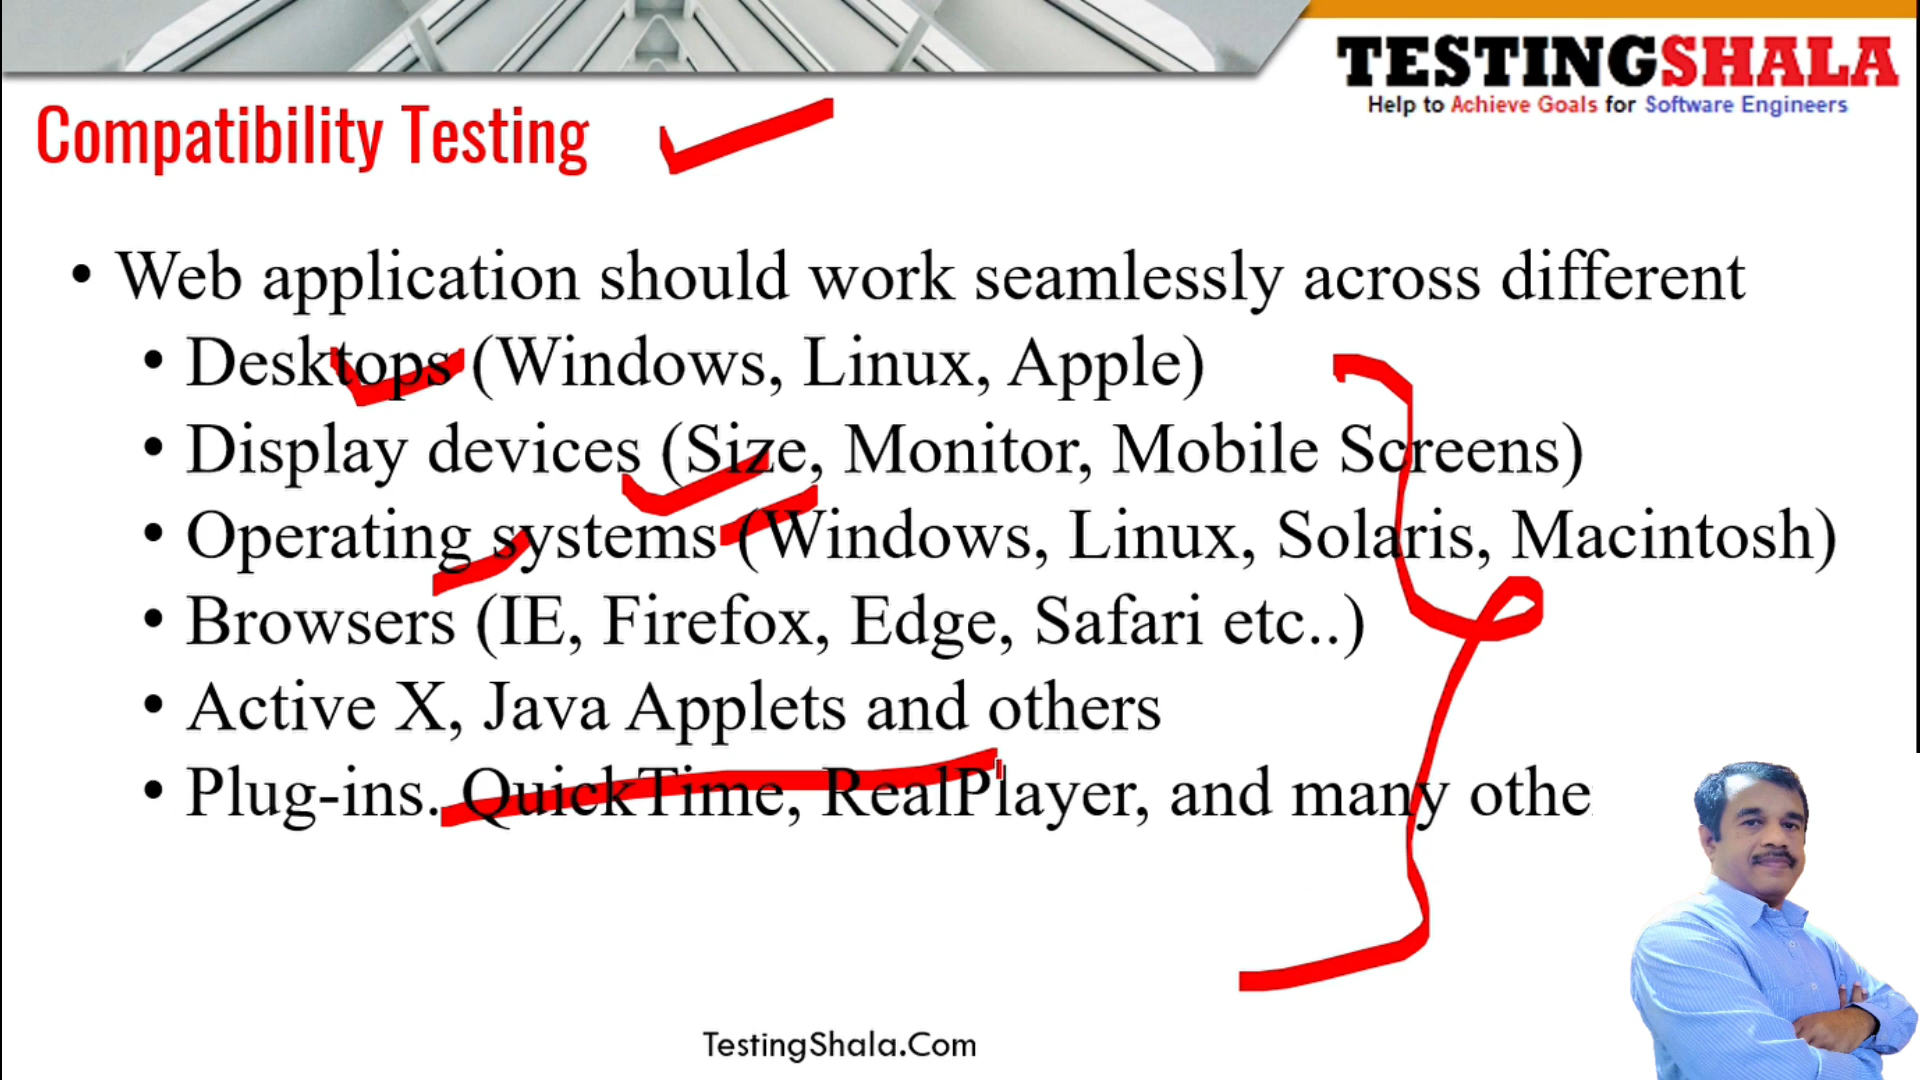 TESTINGSHALA
Help to Achieve Goals for Software Engineers
Compatibility Testing
• Web application should work seamlessly across different
• Desktops (Windows, Linux, Apple)
• Display devices (Size, Monitor, Mobile Screens)
• Operating systems (Windows, Linux, Solaris, Macintosh)
• Browsers (IE, Firefox, Edge, Safari etc..)
• Active X, Java Applets and others
• Plug-ins. QuickTime, RealPlayer, and many othe
TestingShala.Com